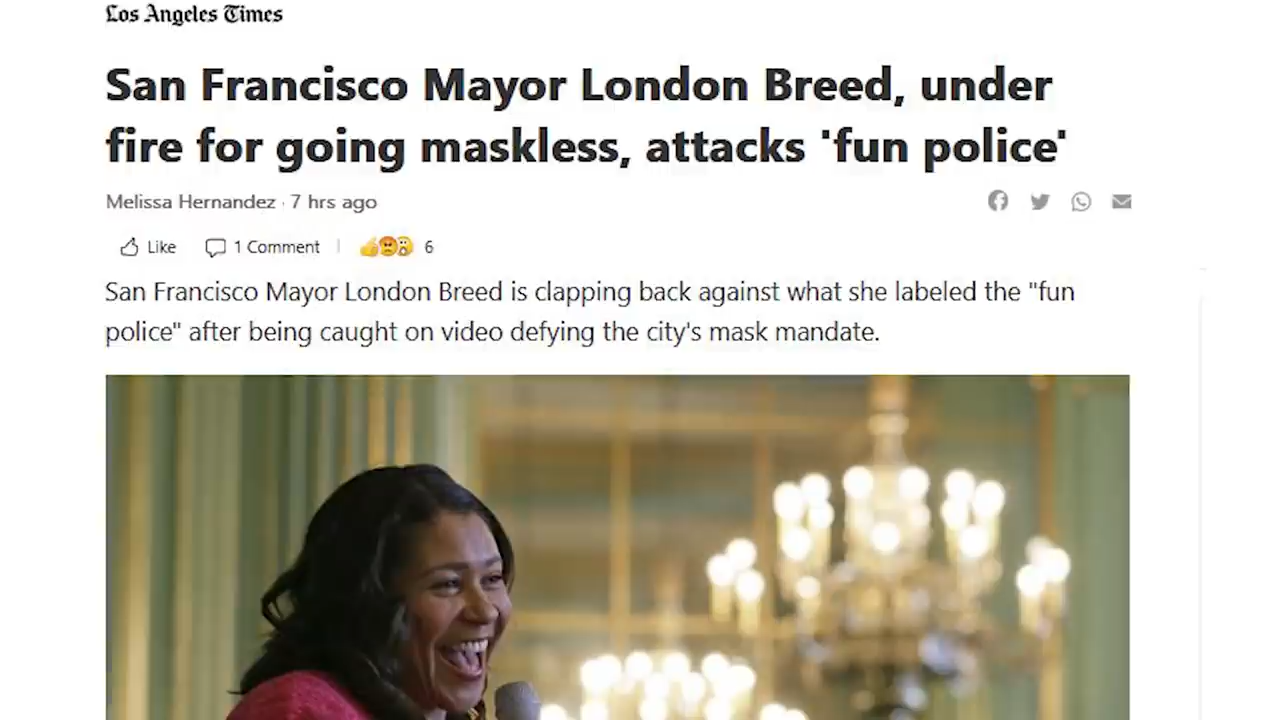 Los Angeles Times
San Francisco Mayor London Breed, under
fire for going maskless, attacks 'fun police'
Melissa Hernandez · 7 hrs ago
Like 1 Comment | 6
San Francisco Mayor London Breed is clapping back against what she labeled the "fun
police" after being caught on video defying the city's mask mandate.